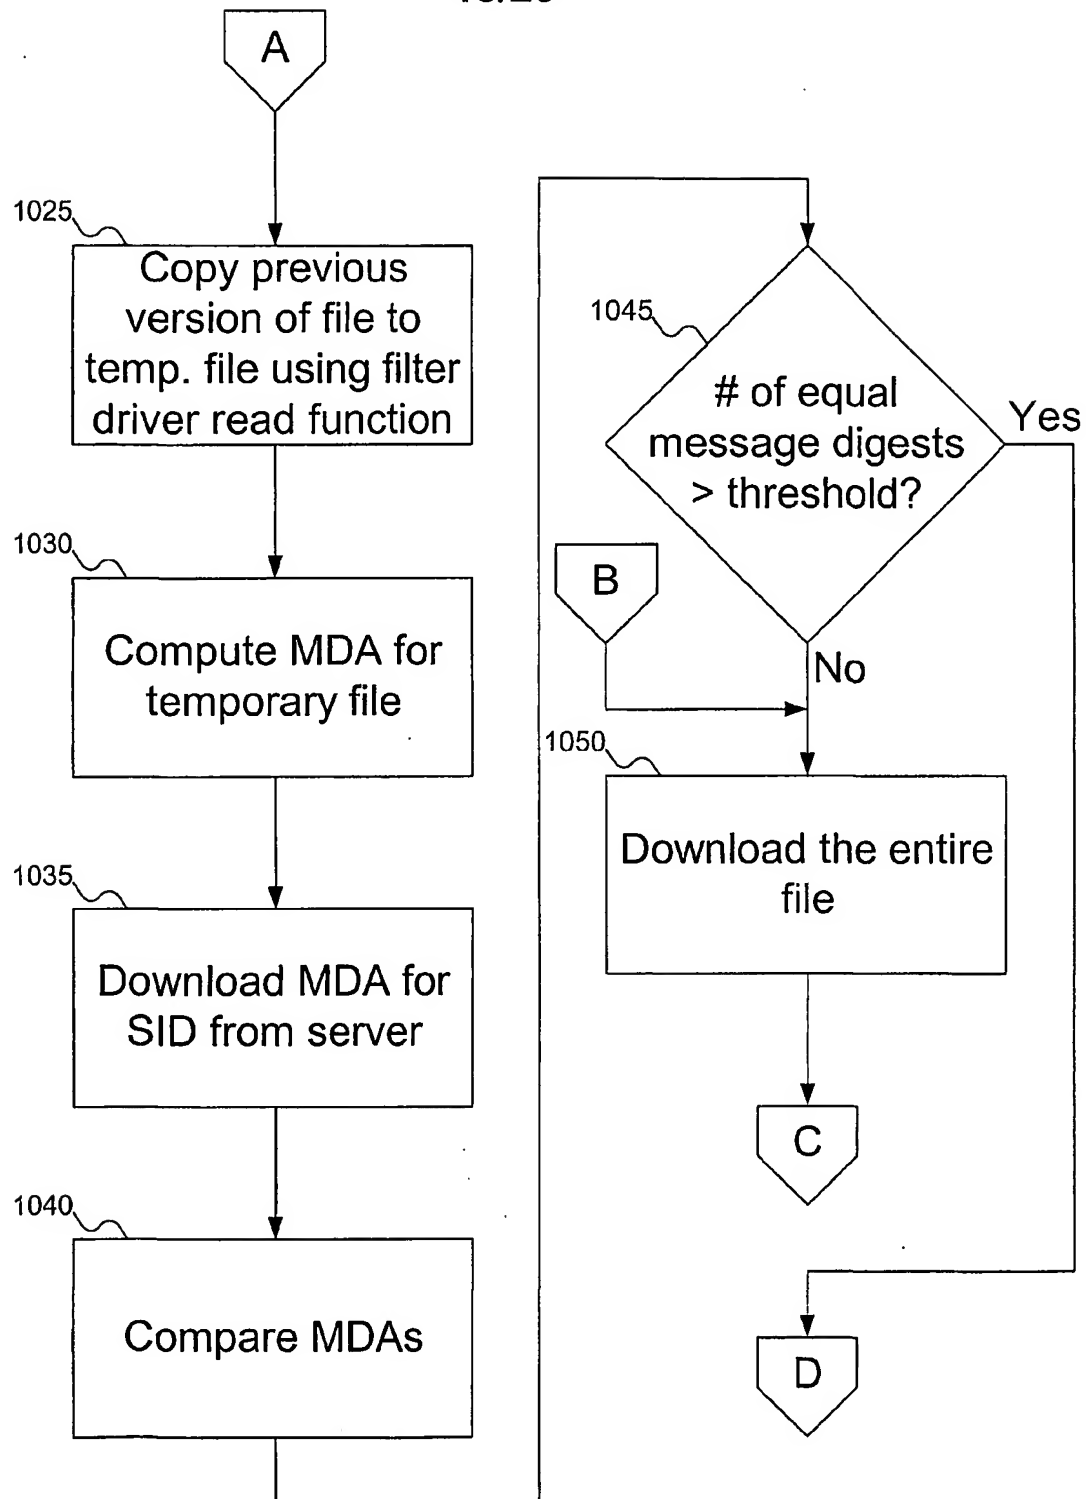 A
1025
Copy previous
version of file to
temp. file using filter
driver read function
1030
Compute MDA for
temporary file
1035
Download MDA for
SID from server
1040
Compare MDAs
1045
# of equal
message digests
> threshold?
Yes
B
No
1050
Download the entire
file
C
D